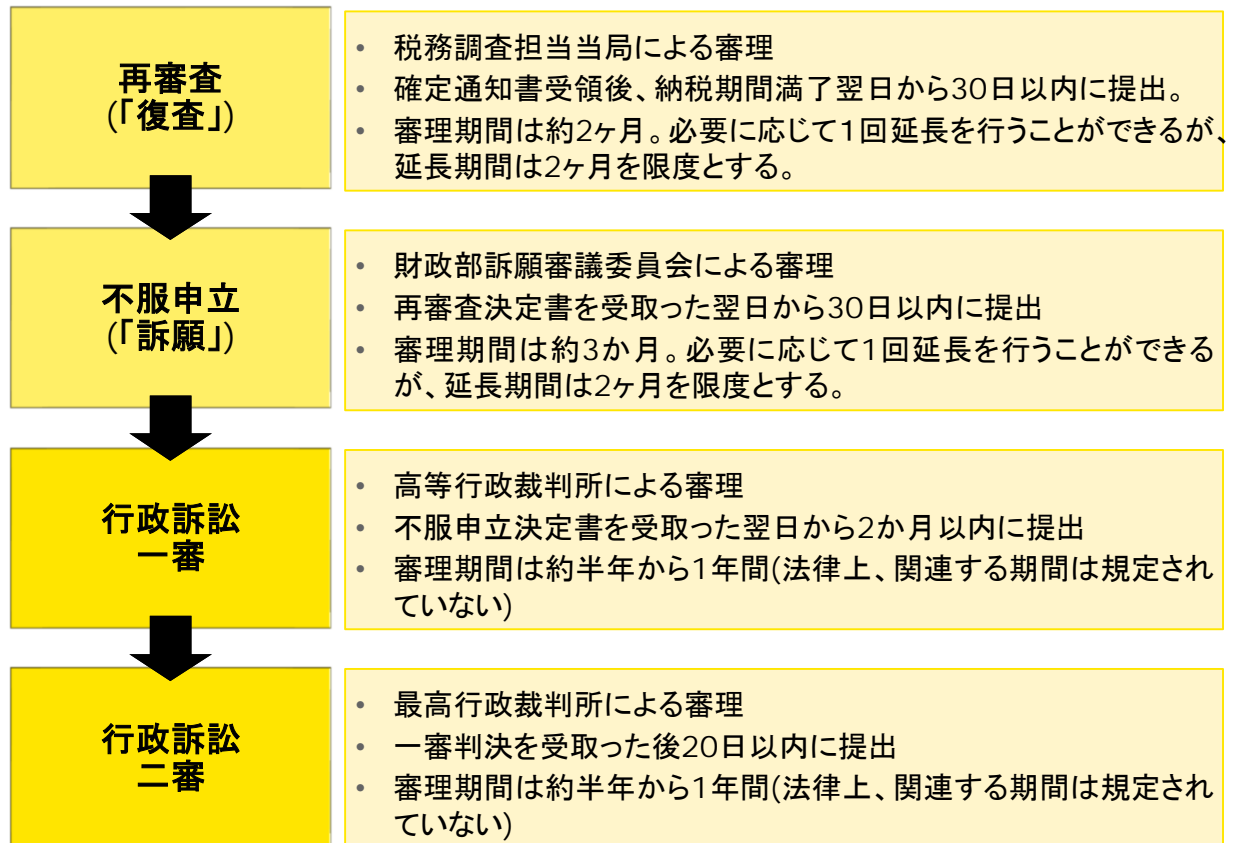 再審査
(「復査」)
• 税務調査担当当局による審理
• 確定通知書受領後、納税期間満了翌日から30日以内に提出。
• 審理期間は約2ヶ月。必要に応じて1回延長を行うことができるが、
延長期間は2ヶ月を限度とする。
不服申立
(「訴願」)
• 財政部訴願審議委員会による審理
• 再審査決定書を受取った翌日から30日以内に提出
• 審理期間は約3か月。必要に応じて1回延長を行うことができる
が、延長期間は2ヶ月を限度とする。
行政訴訟
一審
• 高等行政裁判所による審理
• 不服申立決定書を受取った翌日から2か月以内に提出
• 審理期間は約半年から1年間(法律上、関連する期間は規定され
ていない)
行政訴訟
二審
• 最高行政裁判所による審理
• 一審判決を受取った後20日以内に提出
• 審理期間は約半年から1年間(法律上、関連する期間は規定され
ていない)